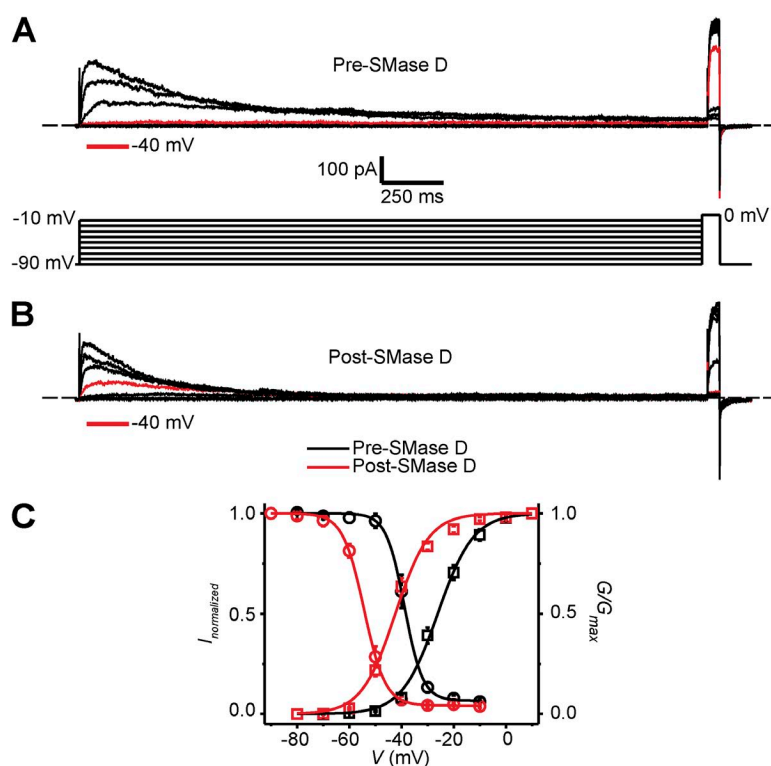 A
Pre-SMase D
-40 mV
100 pA
250 ms
-10 mV
0 mV
-90 mV
B
Post-SMase D
-40 mV
Pre-SMase D
Post-SMase D
C
1.0
1.0
I normalized
0.5
0.5
G/Gmax
0.0
0.0
-80 -60 -40 -20 0
V (mV)